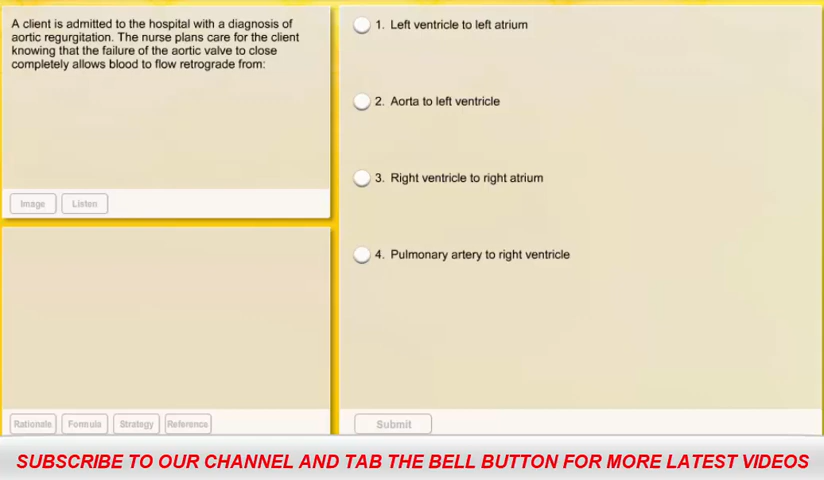 A client is admitted to the hospital with a diagnosis of
aortic regurgitation. The nurse plans care for the client
knowing that the failure of the aortic valve to close
completely allows blood to flow retrograde from:
Image
Listen
1. Left ventricle to left atrium
2. Aorta to left ventricle
3. Right ventricle to right atrium
4. Pulmonary artery to right ventricle
Rationale
Formula
Strategy
Reference
Submit
SUBSCRIBE TO OUR CHANNEL AND TAB THE BELL BUTTON FOR MORE LATEST VIDEOS